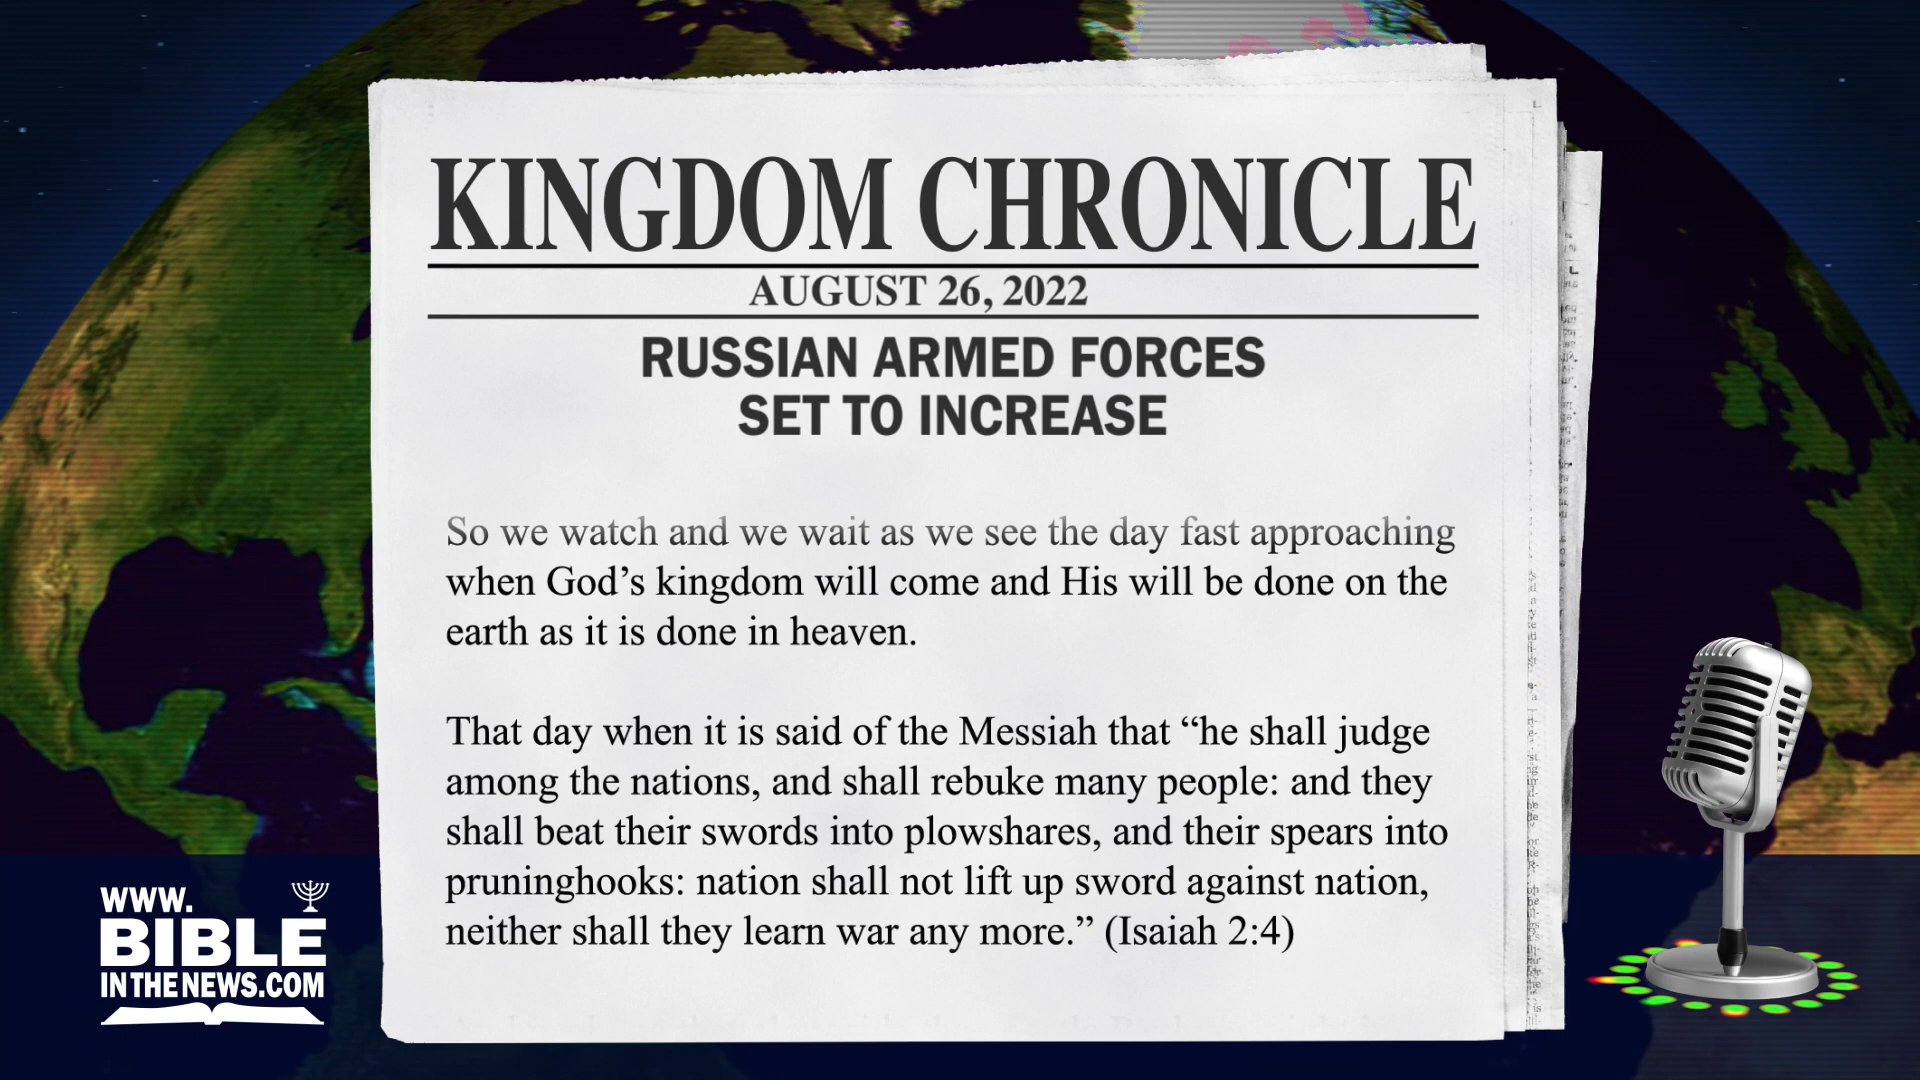 KINGDOM CHRONICLE
AUGUST 26, 2022
RUSSIAN ARMED FORCES
SET TO INCREASE
So we watch and we wait as we see the day fast approaching
when God’s kingdom will come and His will be done on the
earth as it is done in heaven.
That day when it is said of the Messiah that “he shall judge
among the nations, and shall rebuke many people: and they
shall beat their swords into plowshares, and their spears into
pruninghooks: nation shall not lift up sword against nation,
neither shall they learn war any more.” (Isaiah 2:4)
WWW.
BIBLE
IN THE NEWS.COM